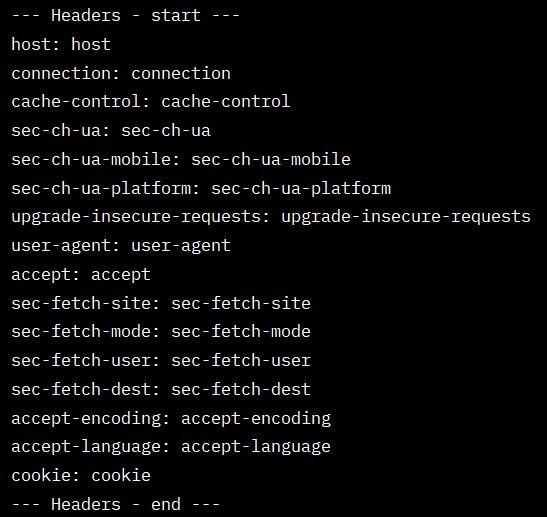 --- Headers - start ---
host: host
connection: connection
cache-control: cache-control
sec-ch-ua: sec-ch-ua
sec-ch-ua-mobile: sec-ch-ua-mobile
sec-ch-ua-platform: sec-ch-ua-platform
upgrade-insecure-requests: upgrade-insecure-requests
user-agent: user-agent
accept: accept
sec-fetch-site: sec-fetch-site
sec-fetch-mode: sec-fetch-mode
sec-fetch-user: sec-fetch-user
sec-fetch-dest: sec-fetch-dest
accept-encoding: accept-encoding
accept-language: accept-language
cookie: cookie
--- Headers - end ---